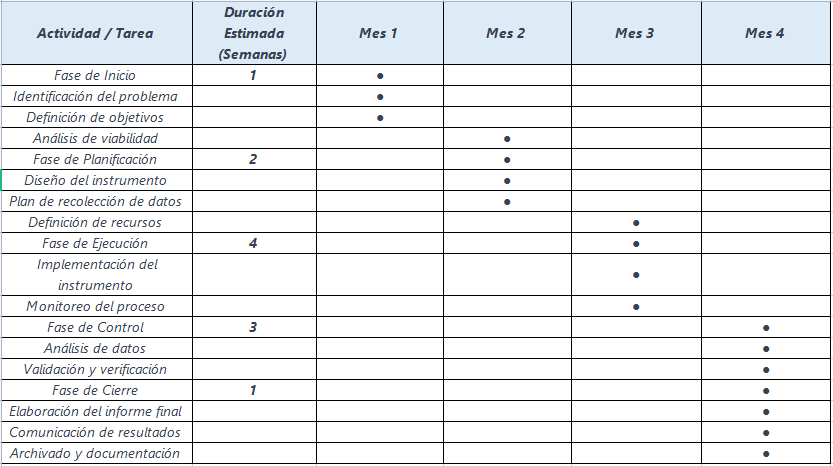 Actividad / Tarea Duración Estimada (Semanas) Mes 1 Mes 2 Mes 3 Mes 4
Fase de Inicio 1 ●
Identificación del problema ●
Definición de objetivos ●
Análisis de viabilidad ●
Fase de Planificación 2 ●
Diseño del instrumento ●
Plan de recolección de datos ●
Definición de recursos ●
Fase de Ejecución 4 ●
Implementación del instrumento ●
Monitoreo del proceso ●
Fase de Control 3 ●
Análisis de datos ●
Validación y verificación ●
Fase de Cierre 1 ●
Elaboración del informe final ●
Comunicación de resultados ●
Archivado y documentación ●